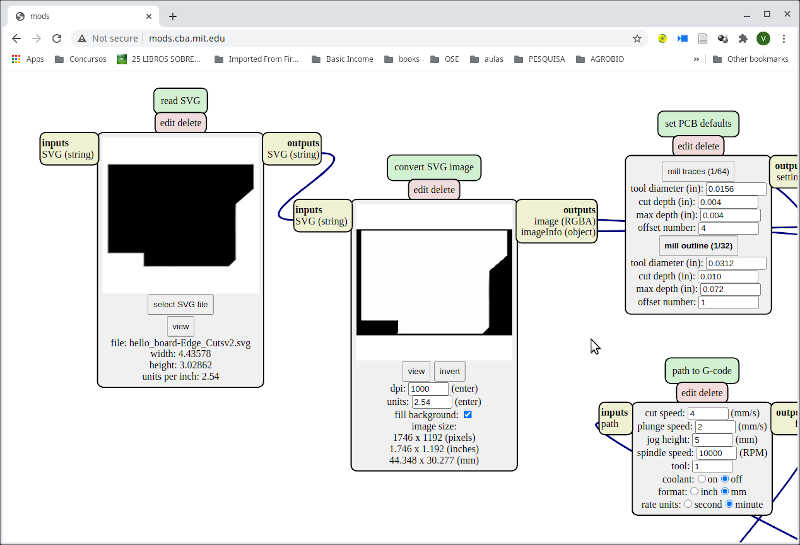 mods
Not secure | mods.cba.mit.edu
V
Apps Concursos 25 LIBROS SOBRE... Imported From Fir... Basic Income books OSE aulas PESQUISA AGROBIO » Other bookmarks
read SVG
edit delete
inputs
SVG (string)
outputs
SVG (string)
select SVG file
view
file: hello_board-Edge_Cutsv2.svg
width: 4.43578
height: 3.02862
units per inch: 2.54
convert SVG image
edit delete
inputs
SVG (string)
outputs
image (RGBA)
imageInfo (object)
view invert
dpi: 1000 (enter)
units: 2.54 (enter)
fill background:
image size:
1746 x 1192 (pixels)
1.746 x 1.192 (inches)
44.348 x 30.277 (mm)
set PCB defaults
edit delete
outpu
settin
mill traces (1/64)
tool diameter (in): 0.0156
cut depth (in): 0.004
max depth (in): 0.004
offset number: 4
mill outline (1/32)
tool diameter (in): 0.0312
cut depth (in): 0.010
max depth (in): 0.072
offset number: 1
path to G-code
edit delete
inputs
path
outpu
cut speed: 4 (mm/s)
plunge speed: 2 (mm/s)
jog height: 5 (mm)
spindle speed: 10000 (RPM)
tool: 1
coolant: on off
format: inch mm
rate units: second minute